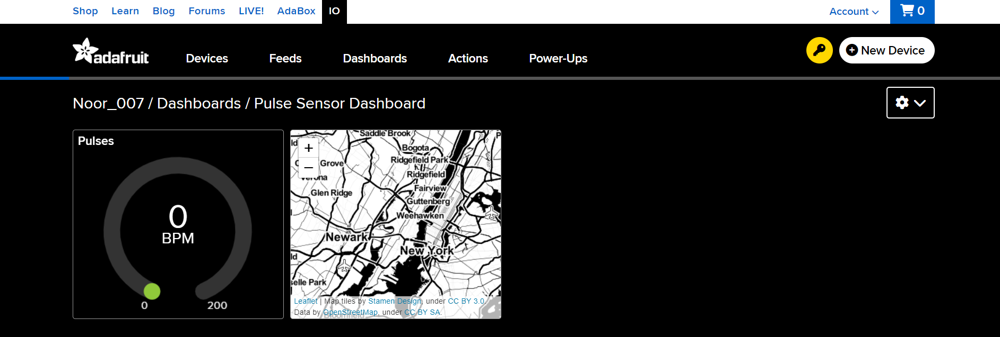 Shop Learn Blog Forums LIVE! AdaBox IO Account 0
adafruit Devices Feeds Dashboards Actions Power-Ups New Device
Noor_007 / Dashboards / Pulse Sensor Dashboard
Pulses
0
BPM
0 200
+
−
Saddle Brook
Bogota
Grove
Ridgefield Park
Ridgefield
Verona
Fairview
Glen Ridge
Guttenberg
Weehawken
Newark
New York
selle Park
Leaflet | Map tiles by Stamen Design, under CC BY 3.0.
Data by OpenStreetMap, under CC BY SA.
Bloomfield